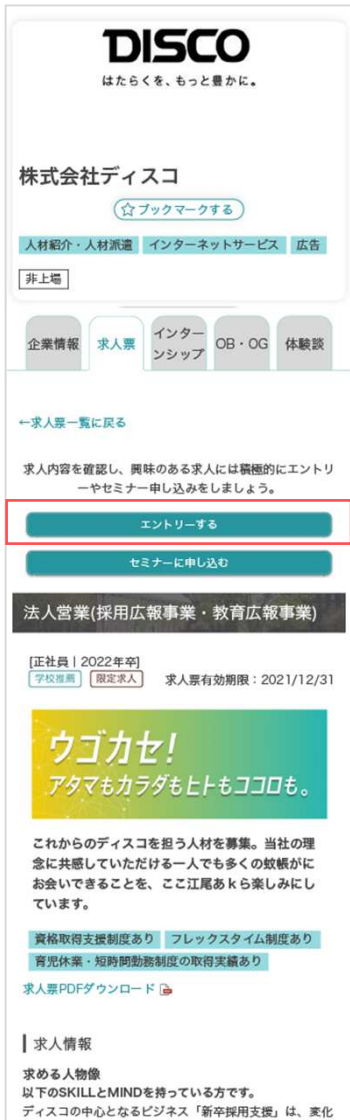 DISCO
はたらくを、もっと豊かに。
株式会社ディスコ
☆ブックマークする
人材紹介・人材派遣 インターネットサービス 広告
非上場
企業情報 求人票 インターンシップ OB・OG 体験談
←求人票一覧に戻る
求人内容を確認し、興味のある求人には積極的にエントリ
ーやセミナー申し込みをしましょう。
エントリーする
セミナーに申し込む
法人営業(採用広報事業・教育広報事業)
[正社員 | 2022年卒]
学校推薦 限定求人 求人票有効期限：2021/12/31
ウゴカセ!
アタマもカラダもヒトもココロも。
これからのディスコを担う人材を募集。当社の理
念に共感していただける一人でも多くの蚊帳がに
お会いできることを、ここ江尾あｋら楽しみにし
ています。
資格取得支援制度あり フレックスタイム制度あり
育児休業・短時間勤務制度の取得実績あり
求人票PDFダウンロード
求人情報
求める人物像
以下のSKILLとMINDを持っている方です。
ディスコの中心となるビジネス「新卒採用支援」は、変化